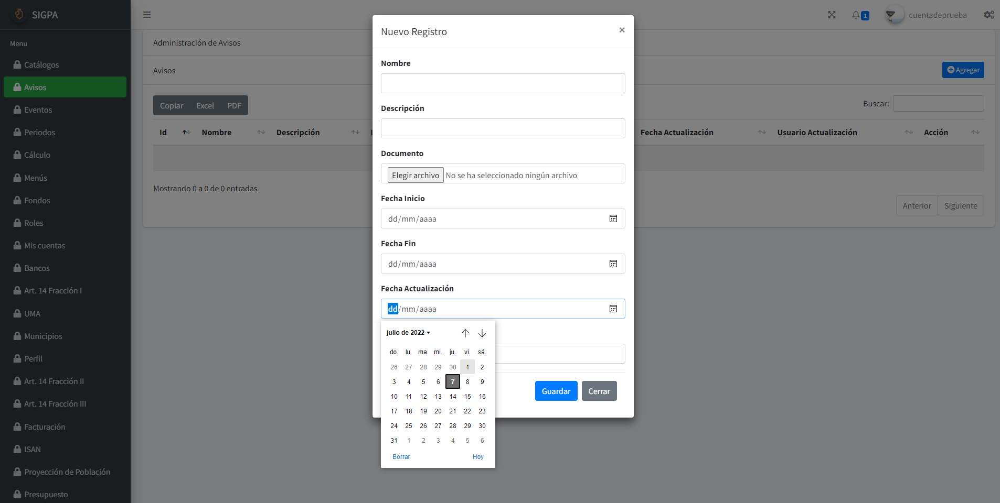 SIGPA
1
cuentadeprueba
Menu
Catálogos
Avisos
Eventos
Periodos
Cálculo
Menús
Fondos
Roles
Mis cuentas
Bancos
Art. 14 Fracción I
UMA
Municipios
Perfil
Art. 14 Fracción II
Art. 14 Fracción III
Facturación
ISAN
Proyección de Población
Presupuesto
Administración de Avisos
Avisos
Agregar
Copiar Excel PDF
Buscar:
Id Nombre Descripción Fecha Actualización Usuario Actualización Acción
Mostrando 0 a 0 de 0 entradas
Anterior Siguiente
Nuevo Registro
×
Nombre
Descripción
Documento
Elegir archivo No se ha seleccionado ningún archivo
Fecha Inicio
dd/mm/aaaa
Fecha Fin
dd/mm/aaaa
Fecha Actualización
dd/mm/aaaa
julio de 2022
do. lu. ma. mi. ju. vi. sá.
26 27 28 29 30 1 2
3 4 5 6 7 8 9
10 11 12 13 14 15 16
17 18 19 20 21 22 23
24 25 26 27 28 29 30
31 1 2 3 4 5 6
Borrar Hoy
Guardar Cerrar